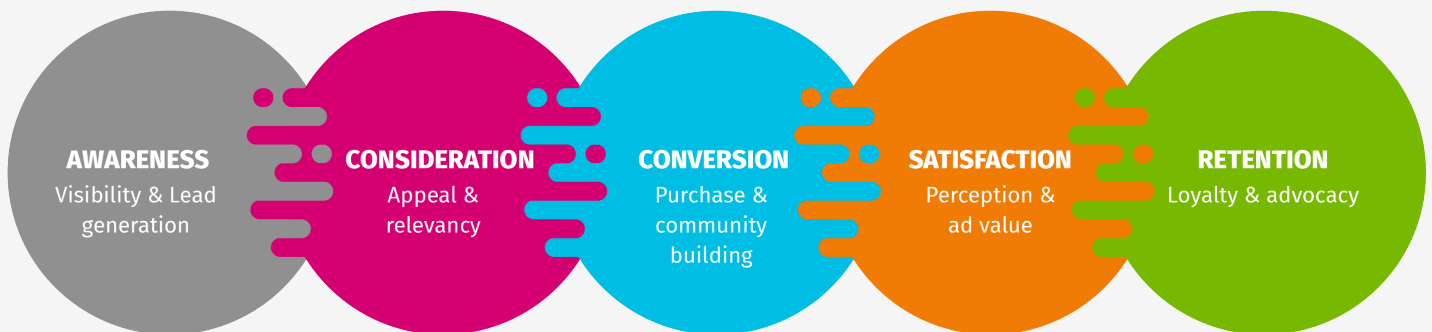 AWARENESS
Visibility & Lead
generation
CONSIDERATION
Appeal &
relevancy
CONVERSION
Purchase &
community
building
SATISFACTION
Perception &
ad value
RETENTION
Loyalty & advocacy